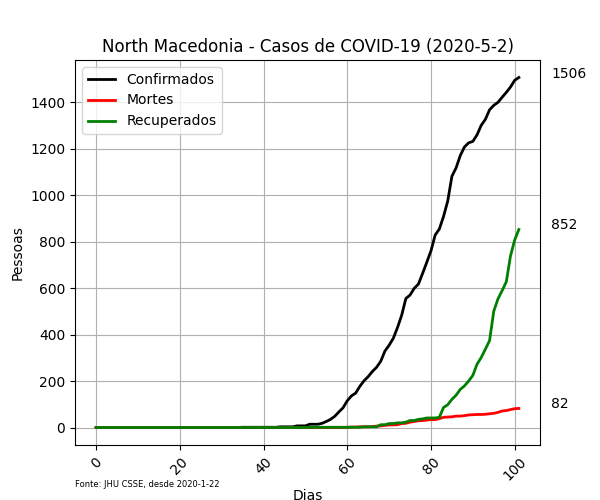 North Macedonia - Casos de COVID-19 (2020-5-2)
Confirmados
Mortes
Recuperados
1506
852
82
Pessoas
1400
1200
1000
800
600
400
200
0
0
20
40
60
80
100
Fonte: JHU CSSE, desde 2020-1-22
Dias